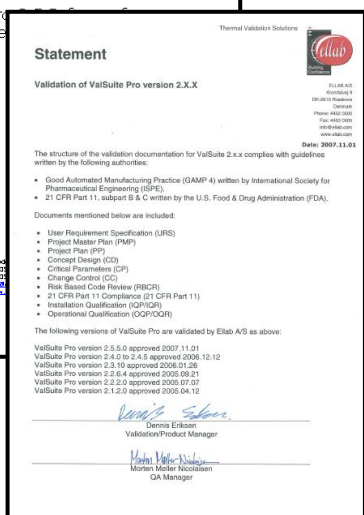 Thermal Validation Solutions
ellab
Statement
Validation of ValSuite Pro version 2.X.X
ELLAB A/S
Krondalvej 9
DK-2610 Roedovre
Denmark
Phone: 4452 0500
Fax: 4453 0505
www.ellab.com
Date: 2007.11.01
The structure of the validation documentation for ValSuite 2.x.x complies with guidelines
written by the following authorities:
• Good Automated Manufacturing Practice (GAMP 4) written by International Society for
Pharmaceutical Engineering (ISPE).
• 21 CFR Part 11, subpart B & C written by the U.S. Food & Drug Administration (FDA).
Documents mentioned below are included:
• User Requirement Specification (URS)
• Project Master Plan (PMP)
• Project Plan (PP)
• Concept Design (CD)
• Critical Parameters (CP)
• Change Control (CC)
• Risk Based Code Review (RBCR)
• 21 CFR Part 11 Compliance (21 CFR Part 11)
• Installation Qualification (IQP/IQR)
• Operational Qualification (OQP/OQR)
The following versions of ValSuite Pro are validated by Ellab A/S as above:
ValSuite Pro version 2.5.5.0 approved 2007.11.01
ValSuite Pro version 2.4.0 to 2.4.5 approved 2006.12.12
ValSuite Pro version 2.3.10 approved 2006.01.26
ValSuite Pro version 2.2.6.4 approved 2005.09.21
ValSuite Pro version 2.2.2.0 approved 2005.07.07
ValSuite Pro version 2.1.2.0 approved 2005.04.12
Dennis Eriksen
Validation/Product Manager
Morten Møller Nicolaisen
QA Manager